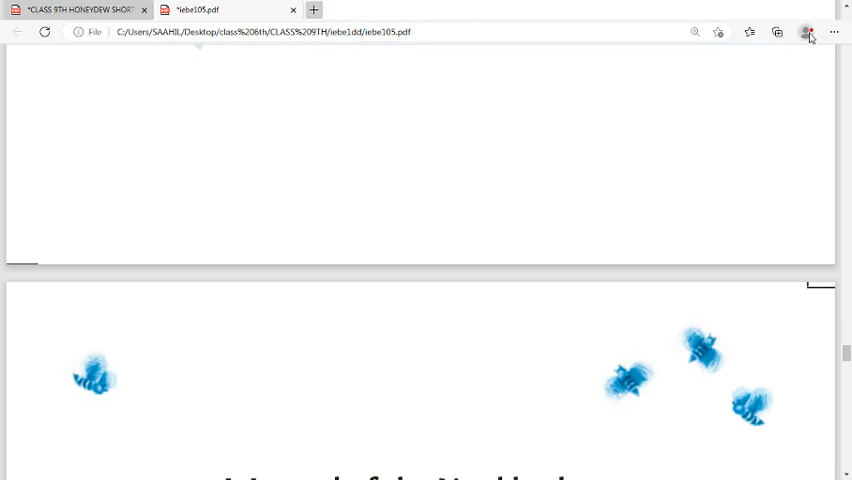 *CLASS 9TH HONEYDEW SHORT
*iebe105.pdf
File
C:/Users/SAAHIL/Desktop/class%206th/CLASS%209TH/iebe1dd/iebe105.pdf